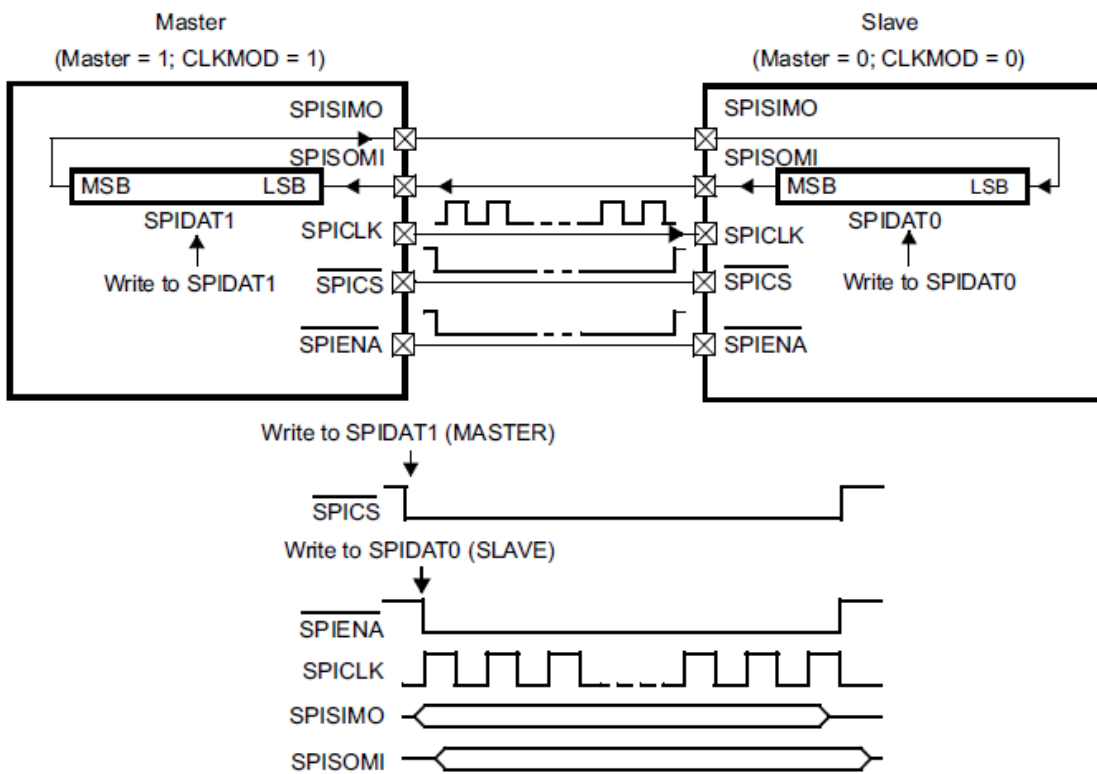 Master
(Master = 1; CLKMOD = 1)
Slave
(Master = 0; CLKMOD = 0)
SPISIMO
SPISIMO
SPISOMI
SPISOMI
MSB LSB
MSB LSB
SPIDAT1
SPIDAT0
SPICLK
SPICLK
Write to SPIDAT1
SPICS
SPICS
Write to SPIDAT0
SPIENA
SPIENA
Write to SPIDAT1 (MASTER)
SPICS
Write to SPIDAT0 (SLAVE)
SPIENA
SPICLK
SPISIMO
SPISOMI